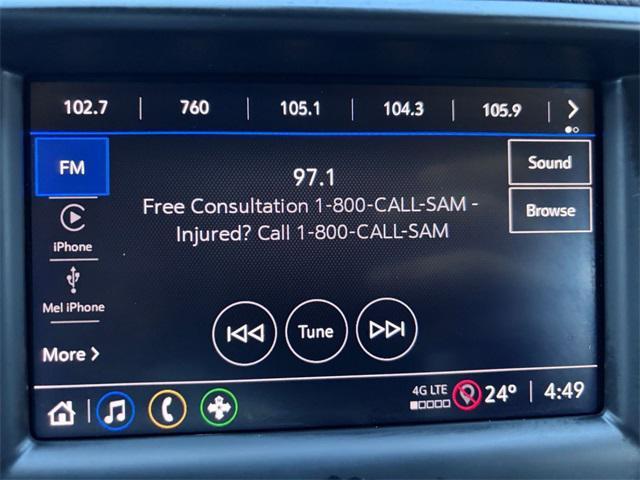 102.7 760 105.1 104.3 105.9
FM
Sound
97.1
Free Consultation 1-800-CALL-SAM -
Injured? Call 1-800-CALL-SAM
Browse
iPhone
Mel iPhone
More
Tune
4G LTE
24° 4:49